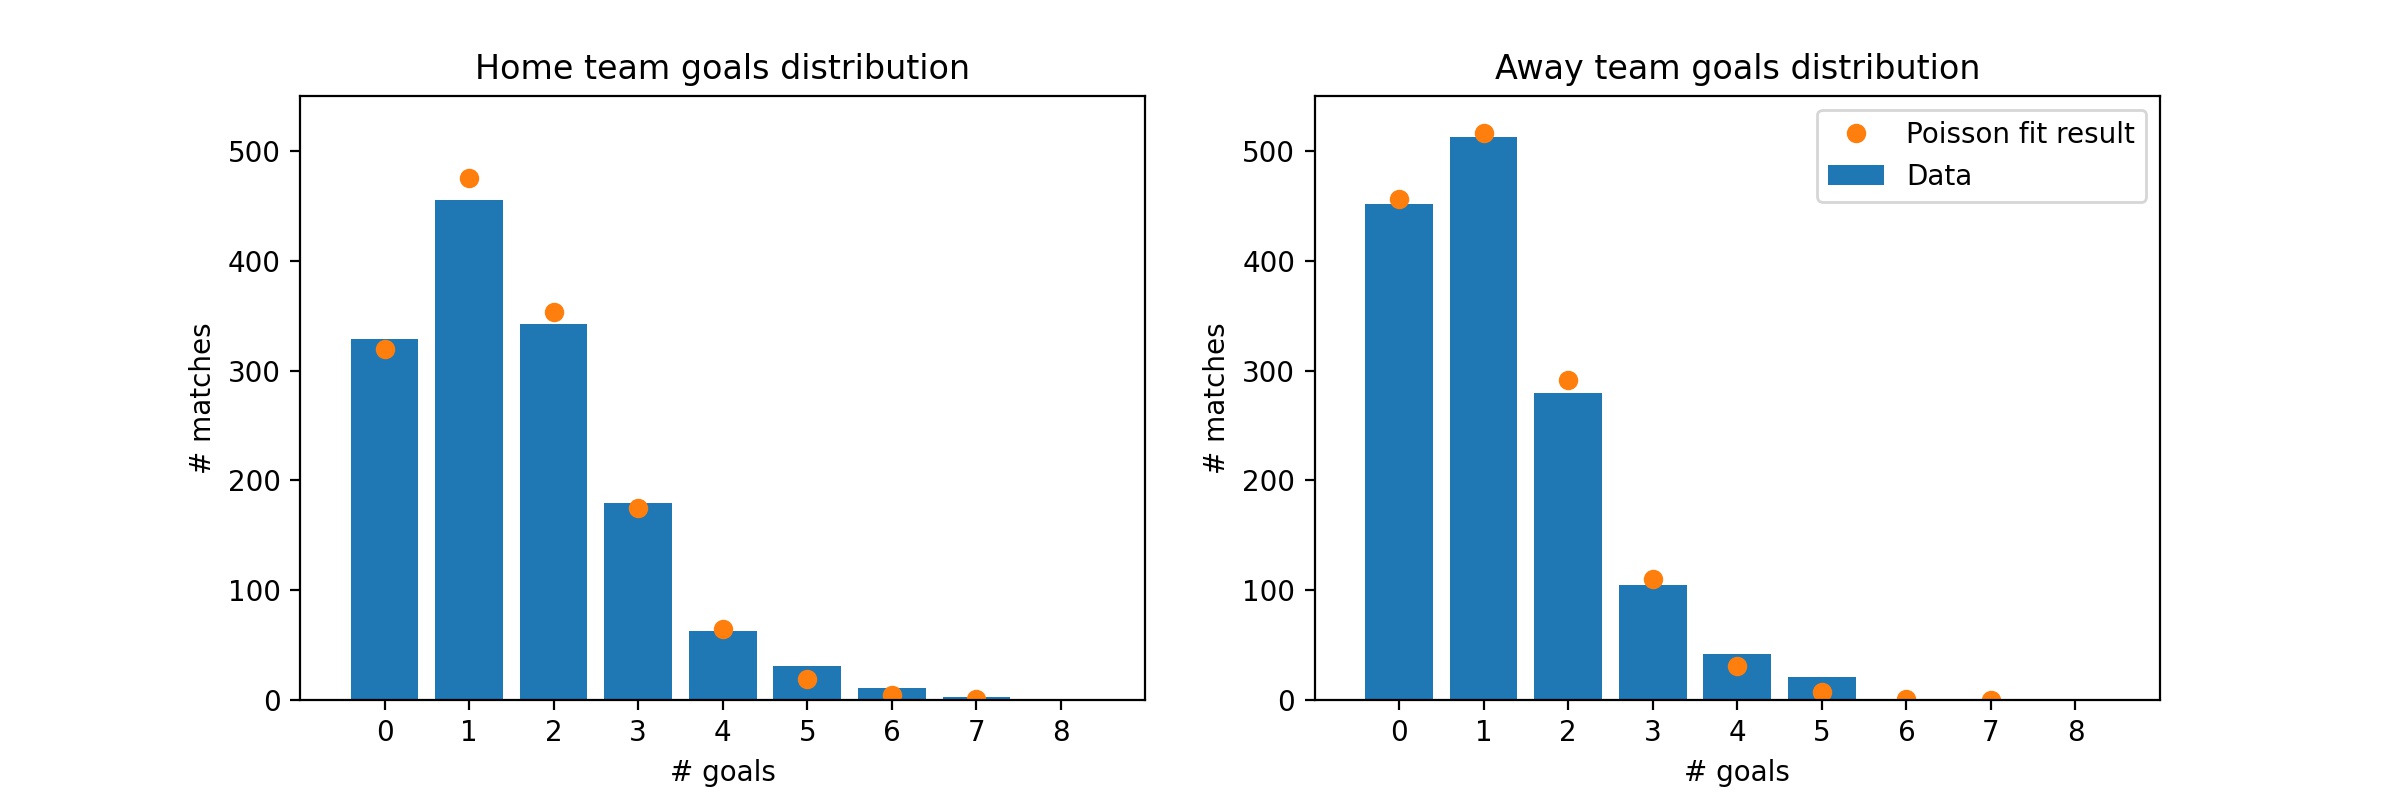 Home team goals distribution
# matches
500
400
300
200
100
0
0 1 2 3 4 5 6 7 8
# goals
Away team goals distribution
Poisson fit result
Data
# matches
500
400
300
200
100
0
0 1 2 3 4 5 6 7 8
# goals